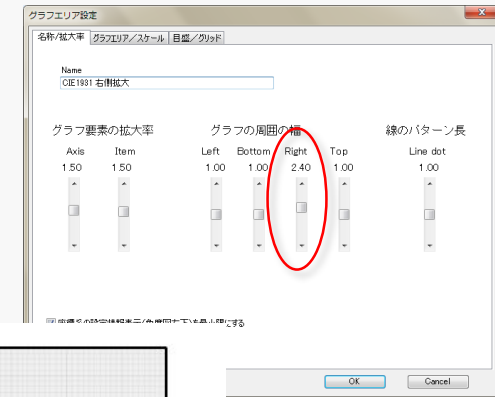 グラフエリア設定
名称/拡大率 グラフエリア/スケール 目盛/グリッド
Name
CIE1931 右側拡大
グラフ要素の拡大率 グラフの周囲の幅 線のパターン長
Axis Item Left Bottom Right Top Line dot
1.50 1.50 1.00 1.00 2.40 1.00 1.00
にする
OK Cancel